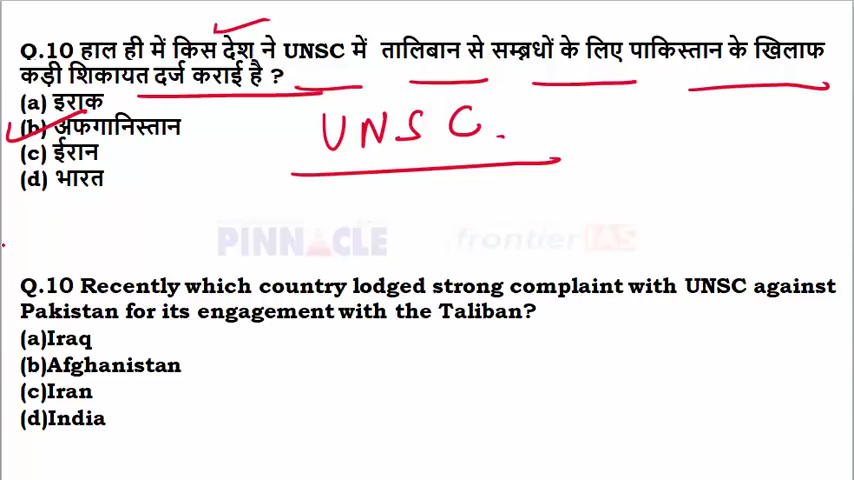 Q.10 हाल ही में किस देश ने UNSC में तालिबान से सम्ब्रधों के लिए पाकिस्तान के खिलाफ
कड़ी शिकायत दर्ज कराई है ?
(a) इराक
(b) अफगानिस्तान
UNSC.
(c) ईरान
(d) भारत
PINNACLE frontier IAS
Q.10 Recently which country lodged strong complaint with UNSC against
Pakistan for its engagement with the Taliban?
(a)Iraq
(b)Afghanistan
(c)Iran
(d)India